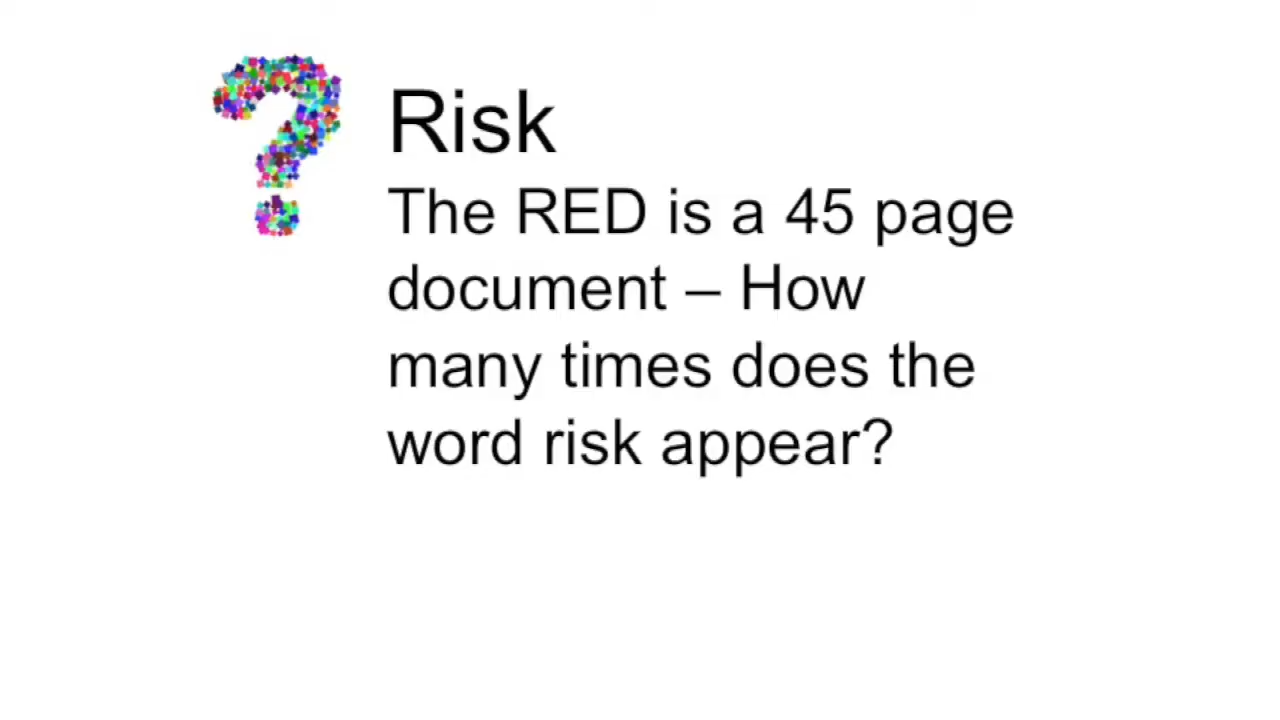 Risk
The RED is a 45 page
document – How
many times does the
word risk appear?